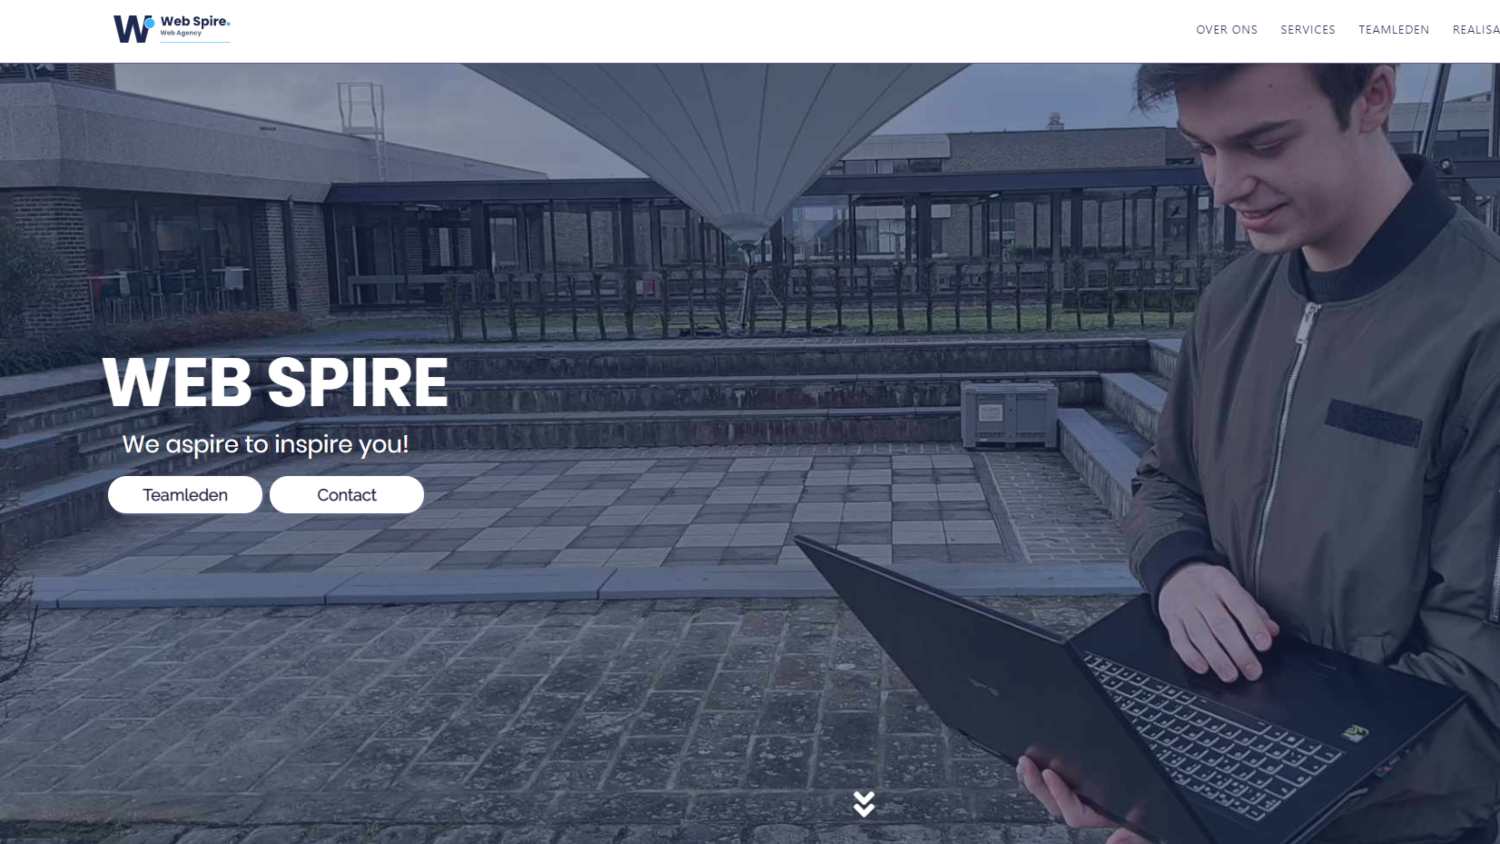 Web Spire.
Web Agency
OVER ONS
SERVICES
TEAMLEDEN
REALISA
WEB SPIRE
We aspire to inspire you!
Teamleden
Contact